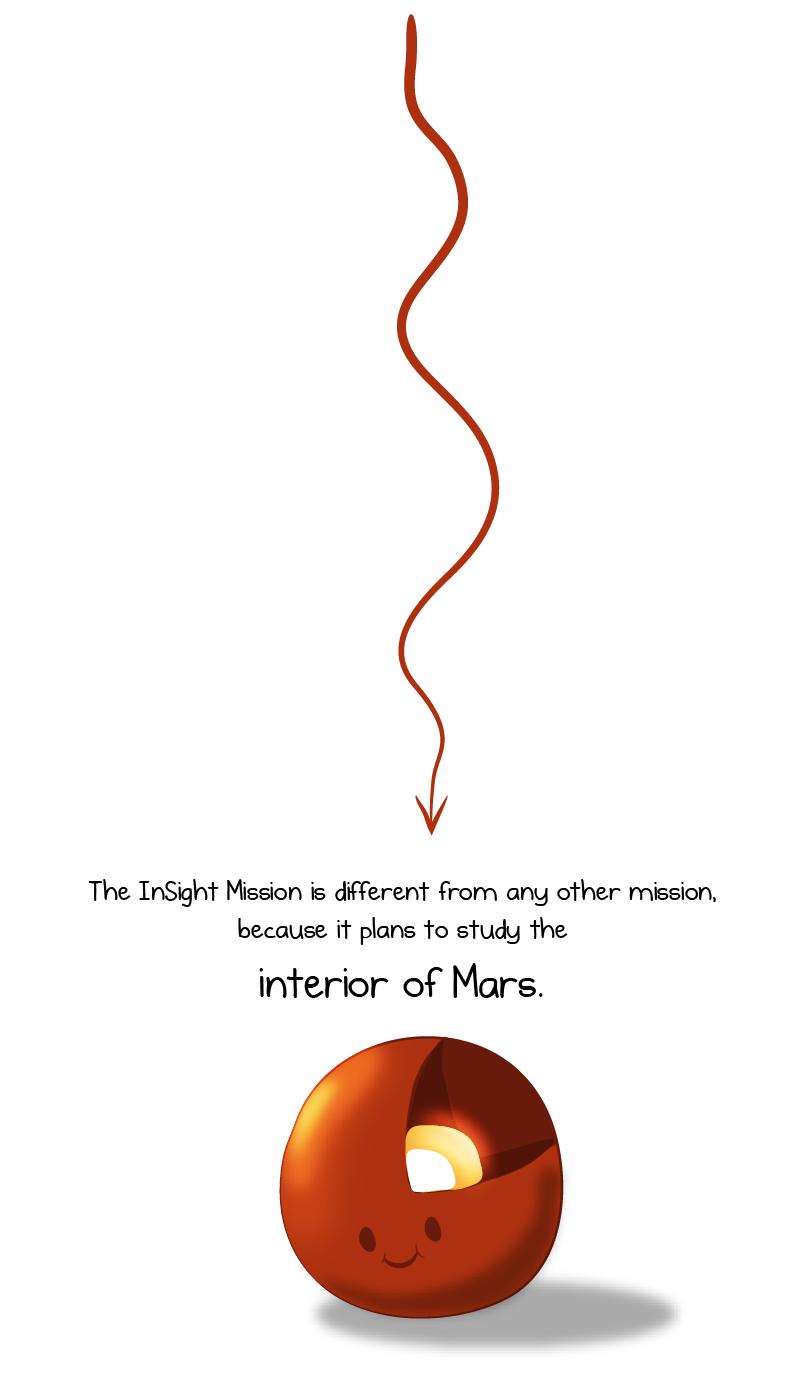 The InSight Mission is different from any other mission,
because it plans to study the
interior of Mars.